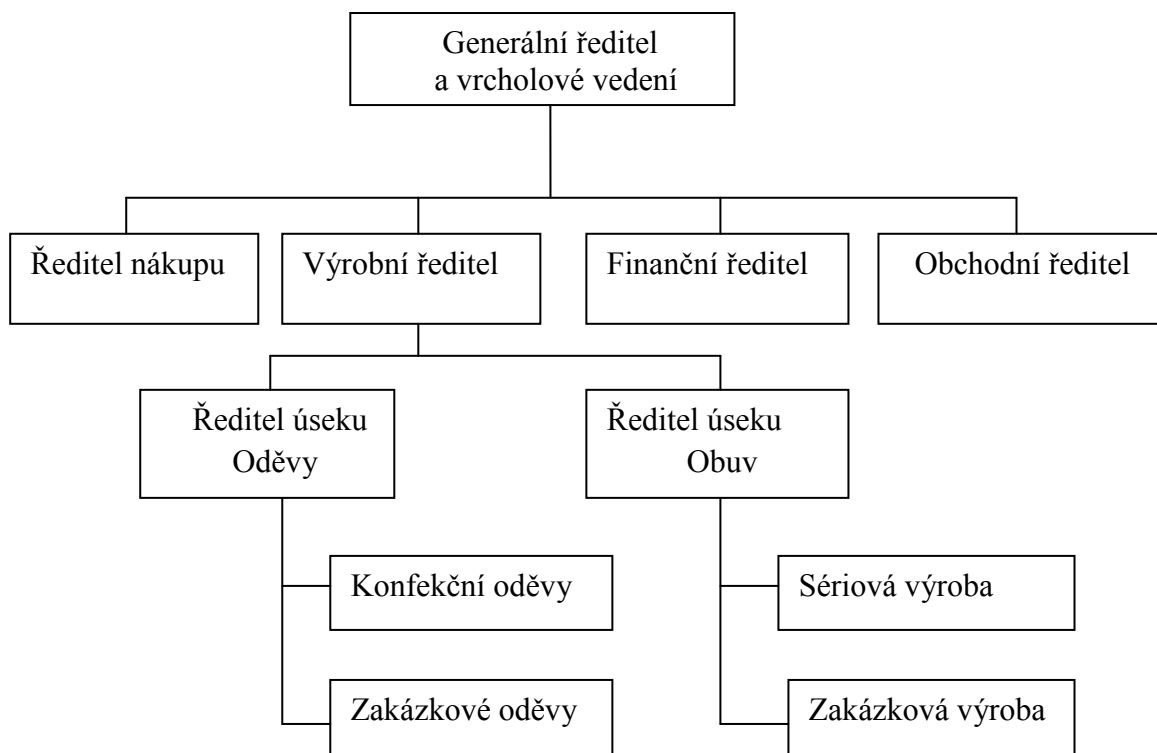 Generální ředitel
a vrcholové vedení
Ředitel nákupu
Výrobní ředitel
Finanční ředitel
Obchodní ředitel
Ředitel úseku
Oděvy
Ředitel úseku
Obuv
Konfekční oděvy
Sériová výroba
Zakázkové oděvy
Zakázková výroba